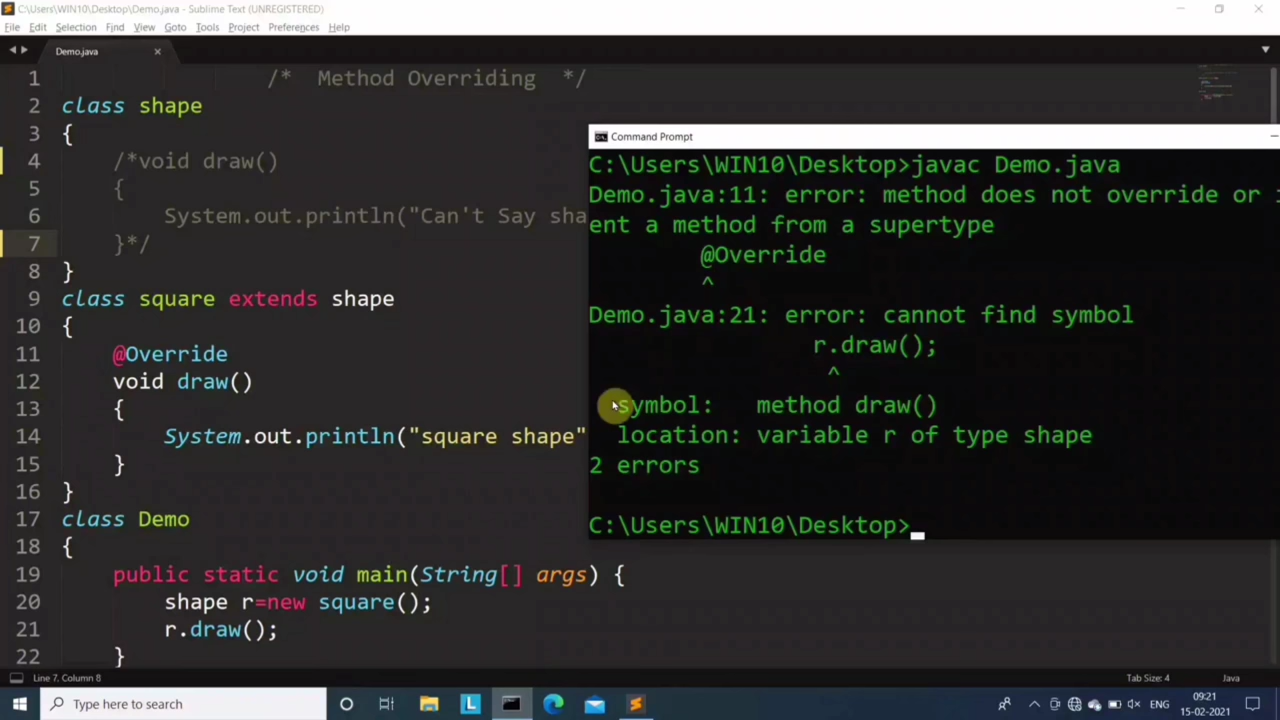 C:\Users\WIN10\Desktop\Demo.java - Sublime Text (UNREGISTERED)
File Edit Selection Find View Goto Tools Project Preferences Help
Demo.java
1 /* Method Overriding */
2 class shape
3 {
4 /*void draw()
5 {
6 System.out.println("Can't Say sha
7 }*/
8 }
9 class square extends shape
10 {
11 @Override
12 void draw()
13 {
14 System.out.println("square shape"
15 }
16 }
17 class Demo
18 {
19 public static void main(String[] args) {
20 shape r=new square();
21 r.draw();
22 }
Command Prompt
C:\Users\WIN10\Desktop>javac Demo.java
Demo.java:11: error: method does not override or i
ent a method from a supertype
@Override
^
Demo.java:21: error: cannot find symbol
r.draw();
^
symbol: method draw()
location: variable r of type shape
2 errors
C:\Users\WIN10\Desktop>
Line 7, Column 8
Tab Size: 4 Java
Type here to search
L
ENG
09:21
15-02-2021